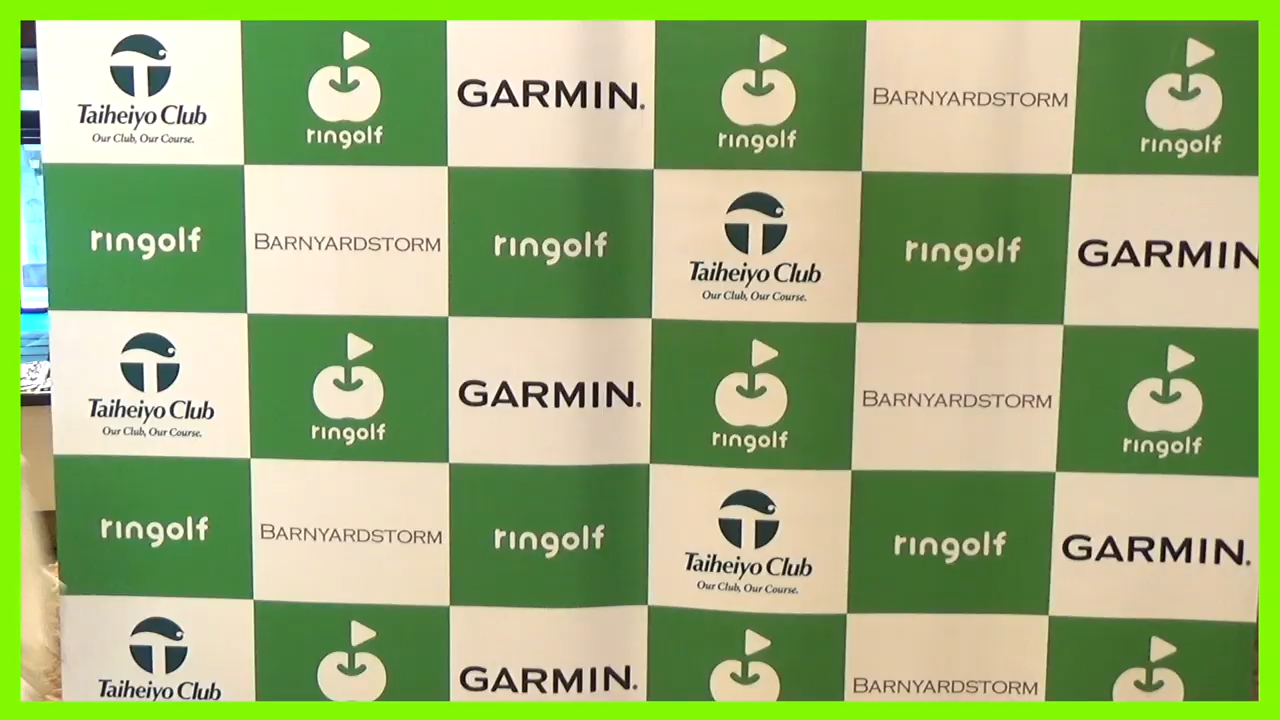 Taiheiyo Club
Our Club, Our Course.
ringolf
GARMIN.
ringolf
BARNYARDSTORM
ringolf
ringolf
BARNYARDSTORM
ringolf
Taiheiyo Club
Our Club, Our Course.
ringolf
GARMIN
Taiheiyo Club
Our Club, Our Course.
ringolf
GARMIN.
ringolf
BARNYARDSTORM
ringolf
ringolf
BARNYARDSTORM
ringolf
Taiheiyo Club
Our Club, Our Course.
ringolf
GARMIN.
Taiheiyo Club
GARMIN.
BARNYARDSTORM